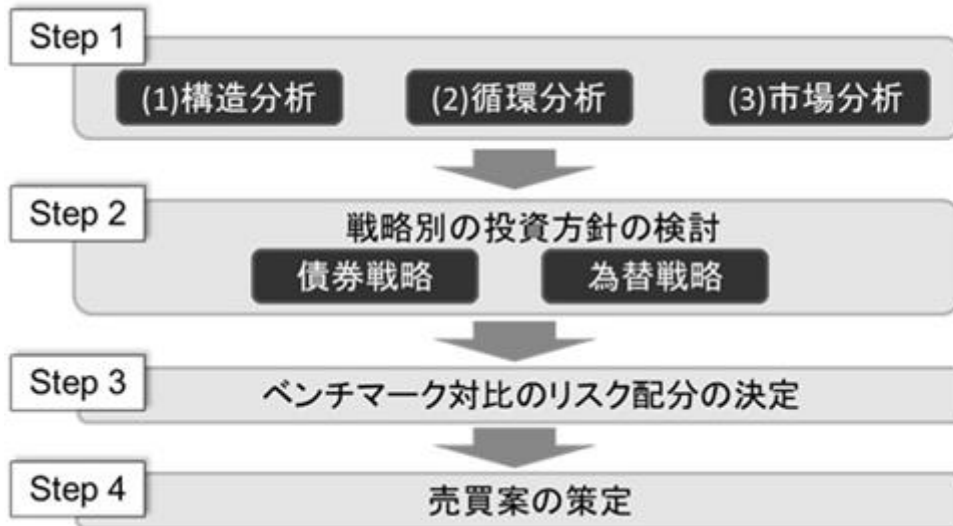 Step 1
(1)構造分析
(2)循環分析
(3)市場分析
Step 2
戦略別の投資方針の検討
債券戦略
為替戦略
Step 3
ベンチマーク対比のリスク配分の決定
Step 4
売買案の策定